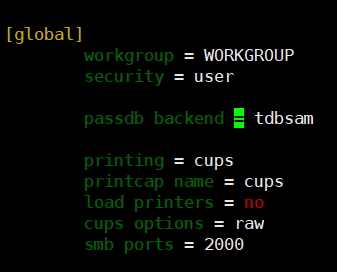 [global]
workgroup = WORKGROUP
security = user
passdb backend = tdbsam
printing = cups
printcap name = cups
load printers = no
cups options = raw
smb ports = 2000